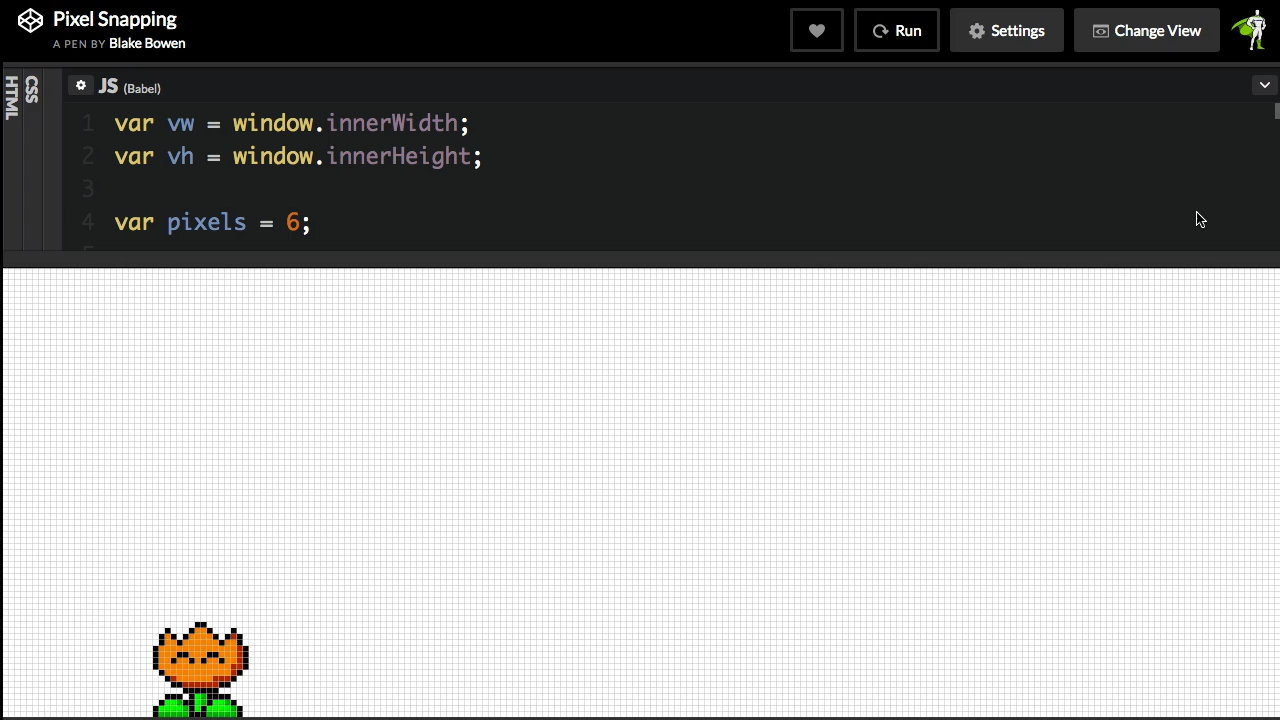 Pixel Snapping
A PEN BY Blake Bowen
Run
Settings
Change View
HTML
CSS
JS (Babel)
1 var vw = window.innerWidth;
2 var vh = window.innerHeight;
3
4 var pixels = 6;